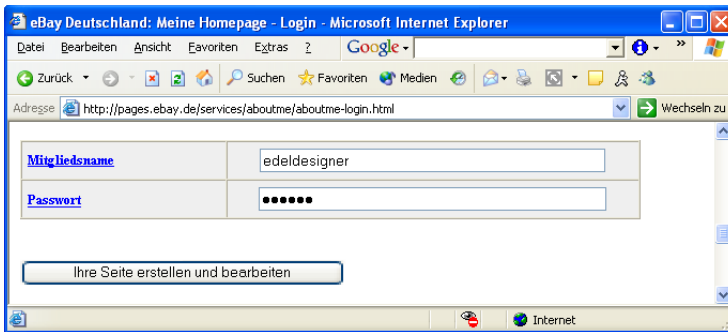 eBay Deutschland: Meine Homepage - Login - Microsoft Internet Explorer
Datei Bearbeiten Ansicht Favoriten Extras ? Google »
Zurück Suchen Favoriten Medien
Adresse http://pages.ebay.de/services/aboutme/aboutme-login.html Wechseln zu
Mitgliedsname edeldesigner
Passwort ●●●●●●
Ihre Seite erstellen und bearbeiten
Internet